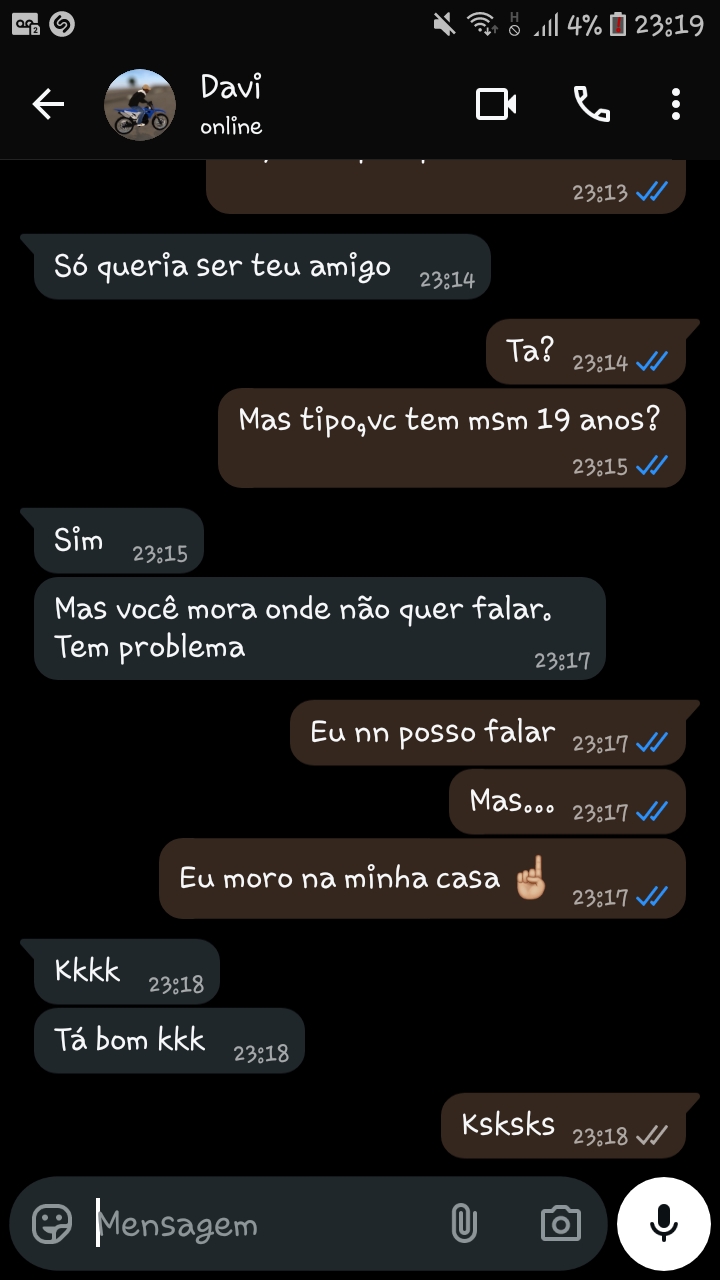 4% 23:19
Davi
online
23:13
Só queria ser teu amigo 23:14
Ta? 23:14
Mas tipo,vc tem msm 19 anos?
23:15
Sim 23:15
Mas você mora onde não quer falar.
Tem problema 23:17
Eu nn posso falar 23:17
Mas... 23:17
Eu moro na minha casa ☝🏼 23:17
Kkkk 23:18
Tá bom kkk 23:18
Ksksks 23:18
Mensagem